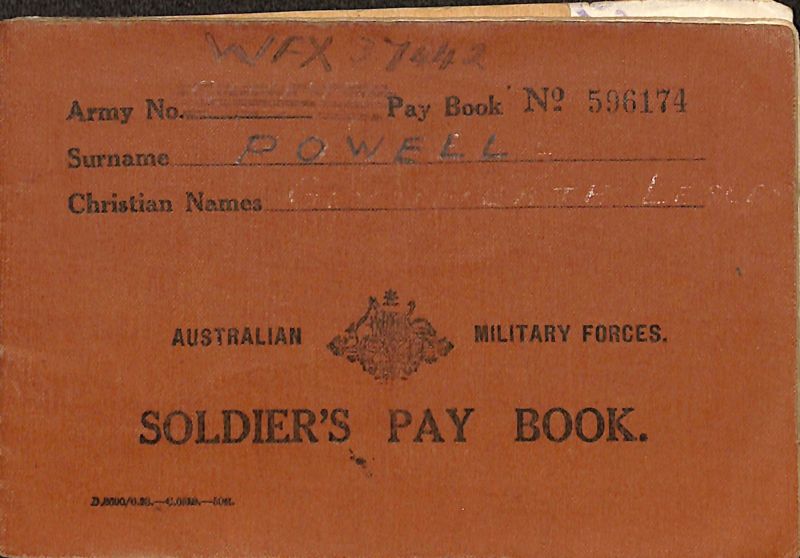 WFX 37442
Army No. Pay Book Nº 596174
Surname POWELL
Christian Names
AUSTRALIAN MILITARY FORCES.
SOLDIER'S PAY BOOK.